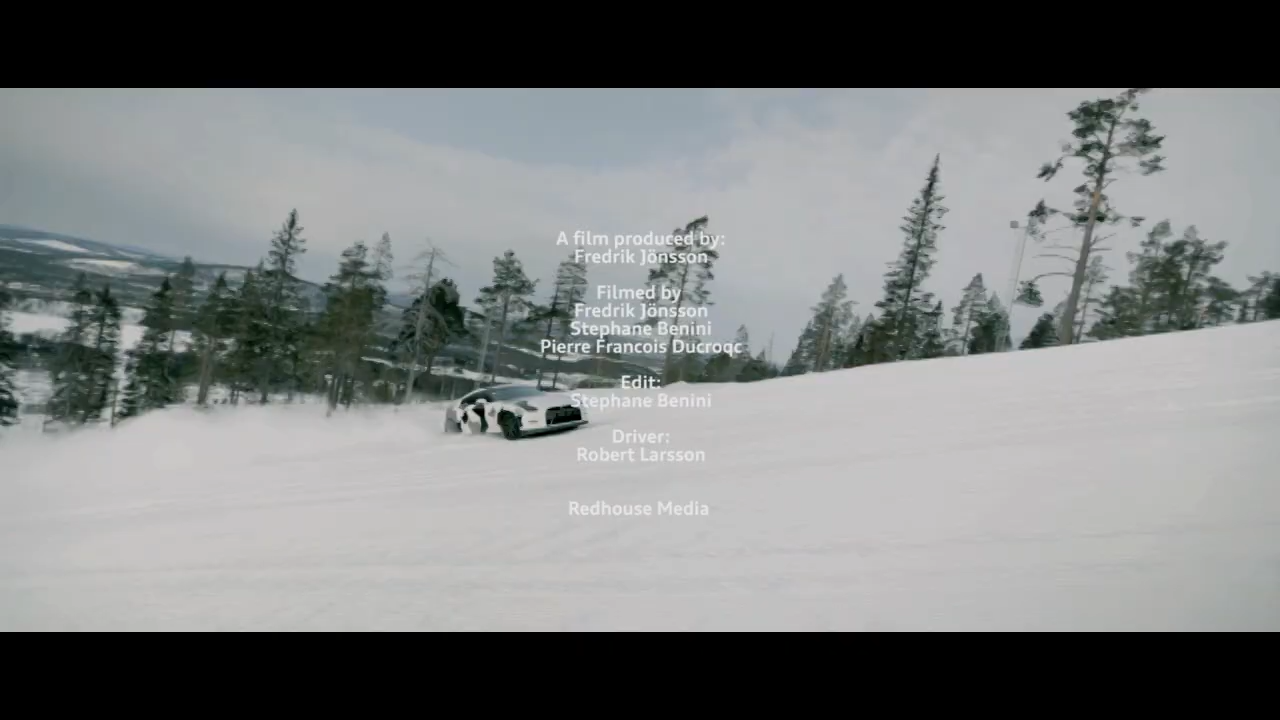 A film produced by:
Fredrik Jönsson
Filmed by
Fredrik Jönsson
Stephane Benini
Pierre Francois Ducroqc
Edit:
Stephane Benini
Driver:
Robert Larsson
Redhouse Media